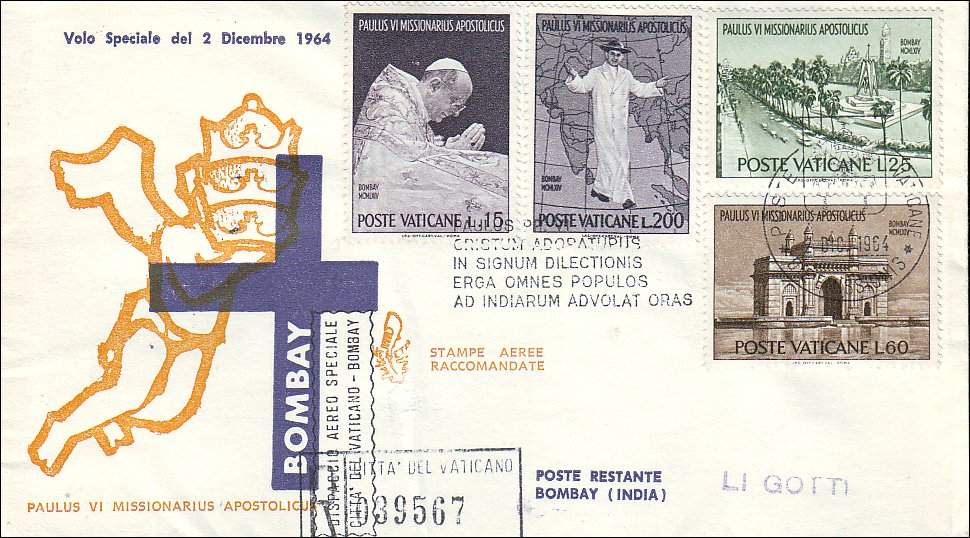 Volo Speciale del 2 Dicembre 1964
PAULUS VI MISSIONARIUS APOSTOLICUS
BOMBAY
MCMLXIV
POSTE VATICANE L.15
PAULUS VI MISSIONARIUS APOSTOLICUS
BOMBAY
MCMLXIV
POSTE VATICANE L.200
PAULUS VI MISSIONARIUS APOSTOLICUS
BOMBAY
MCMLXIV
POSTE VATICANE L.25
PAULUS VI MISSIONARIUS APOSTOLICUS
BOMBAY
MCMLXIV
POSTE VATICANE L.60
1964
PAULUS
CRISTUM ADORATURUS
IN SIGNUM DILECTIONIS
ERGA OMNES POPULOS
AD INDIARUM ADVOLAT ORAS
BOMBAY
DISPACCIO AEREO SPECIALE
CITTA' DEL VATICANO - BOMBAY
STAMPE AEREE
RACCOMANDATE
CITTA' DEL VATICANO
039567
POSTE RESTANTE
BOMBAY (INDIA)
LI GOTTI
PAULUS VI MISSIONARIUS APOSTOLICUS